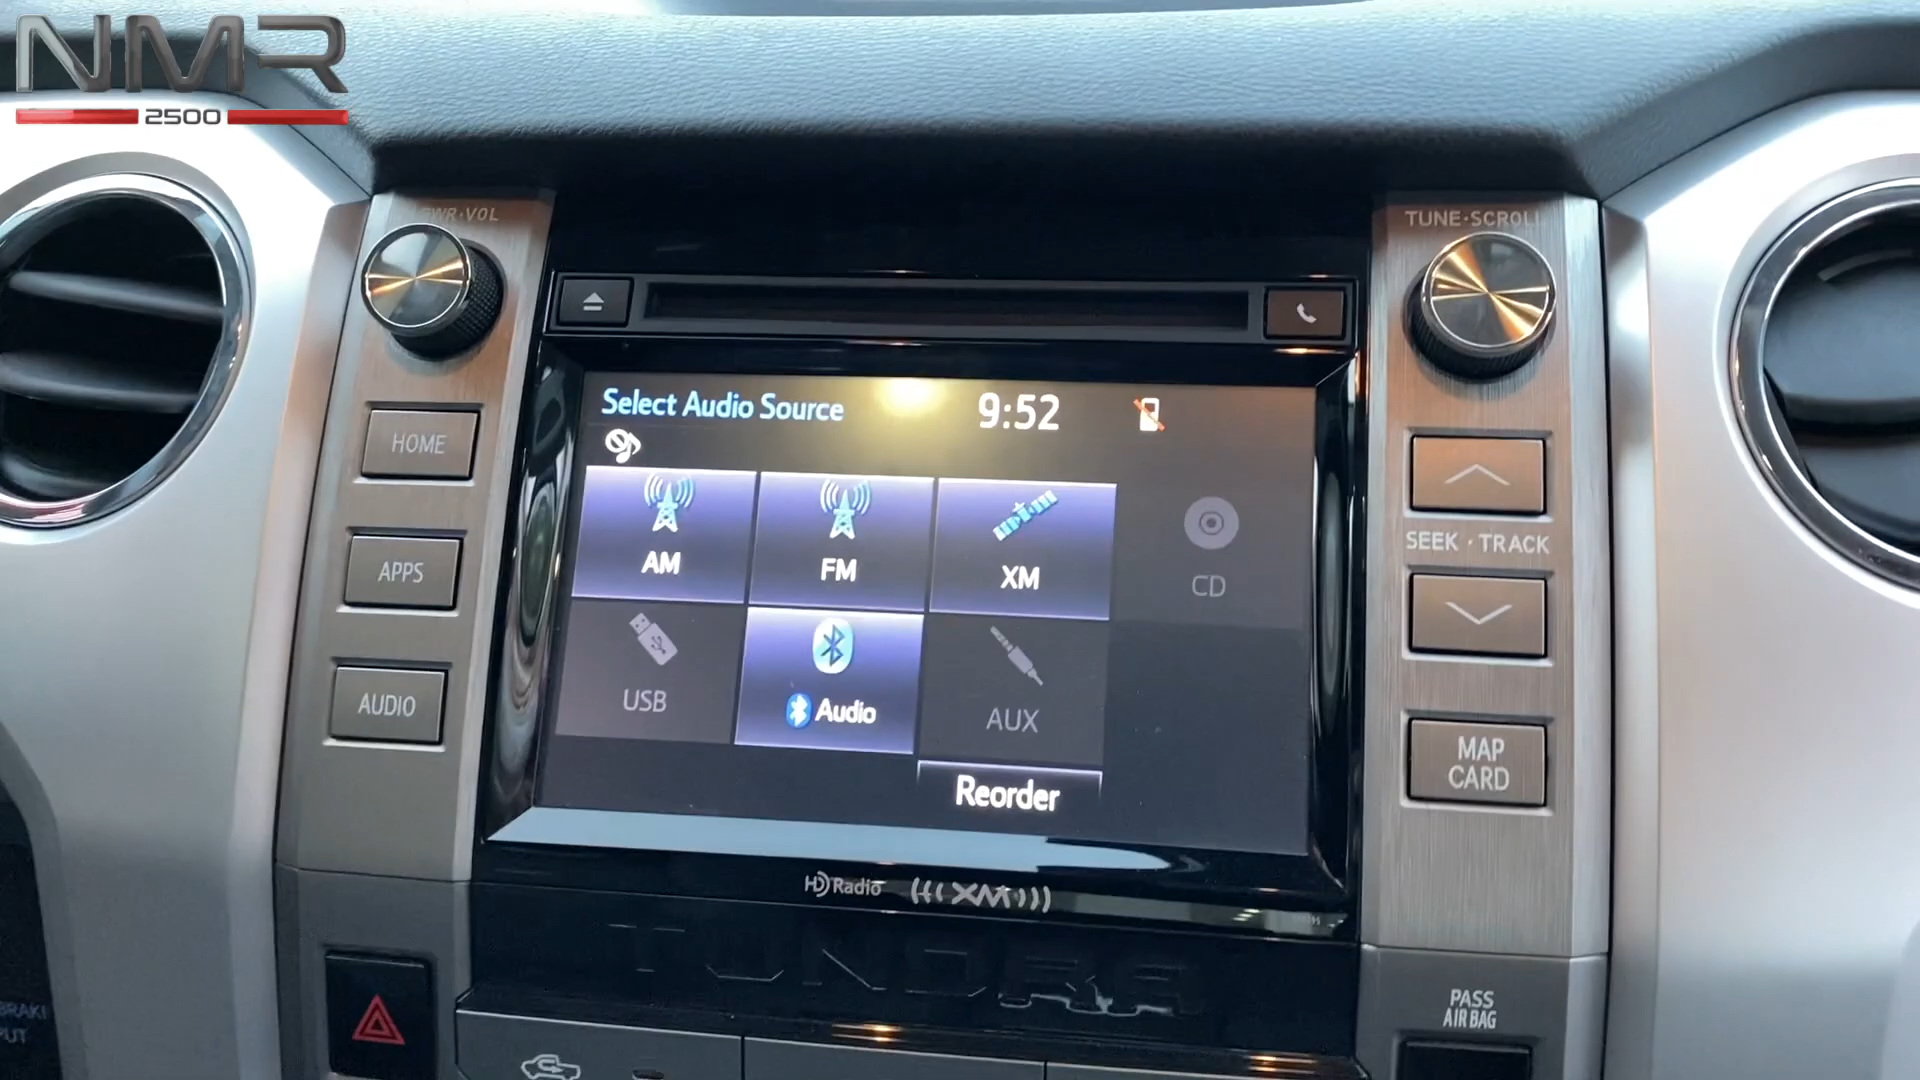 NMR
2500
PWR·VOL
TUNE·SCROLL
Select Audio Source
9:52
HOME
APPS
AUDIO
AM
FM
XM
CD
USB
Audio
AUX
Reorder
SEEK · TRACK
MAP
CARD
HD Radio
((( XM )))
TUNDRA
PASS
AIR BAG